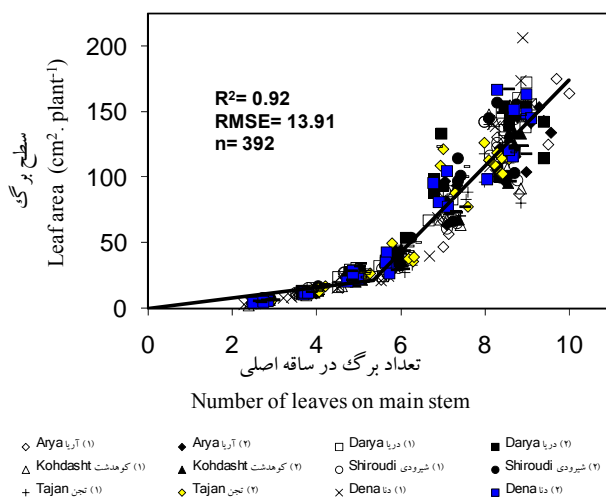 200
150
100
50
0
R²= 0.92
RMSE= 13.91
n= 392
سطح برگ
Leaf area (cm². plant⁻¹)
0 2 4 6 8 10
تعداد برگ در ساقه اصلی
Number of leaves on main stem
Arya آریا (۱) Arya آریا (۲) Darya دریا (۱) Darya دریا (۲)
Kohdasht کوهدشت (۱) Kohdasht کوهدشت (۲) Shiroudi شیرودی (۱) Shiroudi شیرودی (۲)
Tajan تجن (۱) Tajan تجن (۲) Dena دنا (۱) Dena دنا (۲)